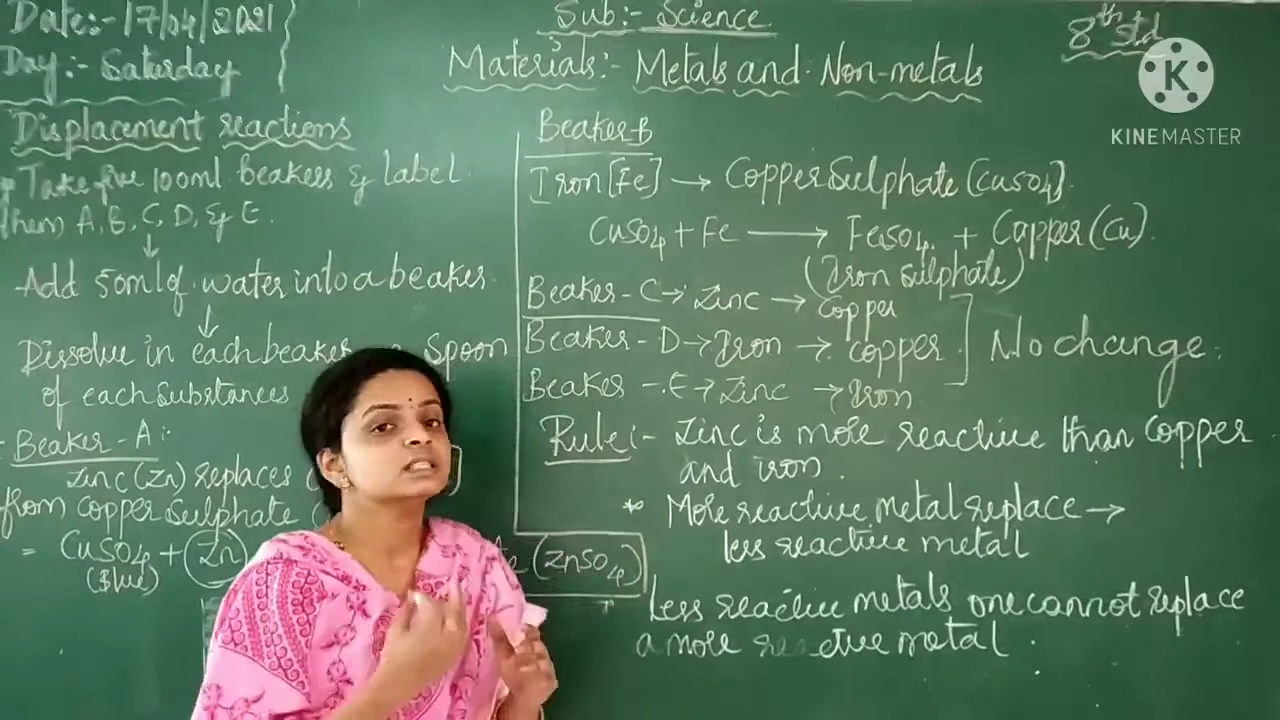 Date:- 17/04/2021
Day:- Saturday
Sub:- Science
8th Std
Materials:- Metals and Non-metals
KINEMASTER
Displacement reactions
* Take five 100ml beakers & label
them A, B, C, D, & E.
↓
Add 50ml of water into a beaker
↓
Dissolve in each beaker spoon
of each substances
Beaker - A:-
Zinc (Zn) replaces (
from copper sulphate (
= CuSO4 + (Zn)
(Blue)
(ZnSO4)
Beaker-B
Iron [Fe] → Copper Sulphate (CuSO4).
CuSO4 + Fe → FeSO4 + Copper (Cu).
(Iron sulphate)
Beaker - C → Zinc → Copper
Beaker - D → Iron → copper
No change.
Beaker - E → Zinc → Iron
Rule:- Zinc is more reactive than Copper
and iron.
* More reactive metal replace →
less reactive metal
Less reactive metals one cannot replace
a more reactive metal.